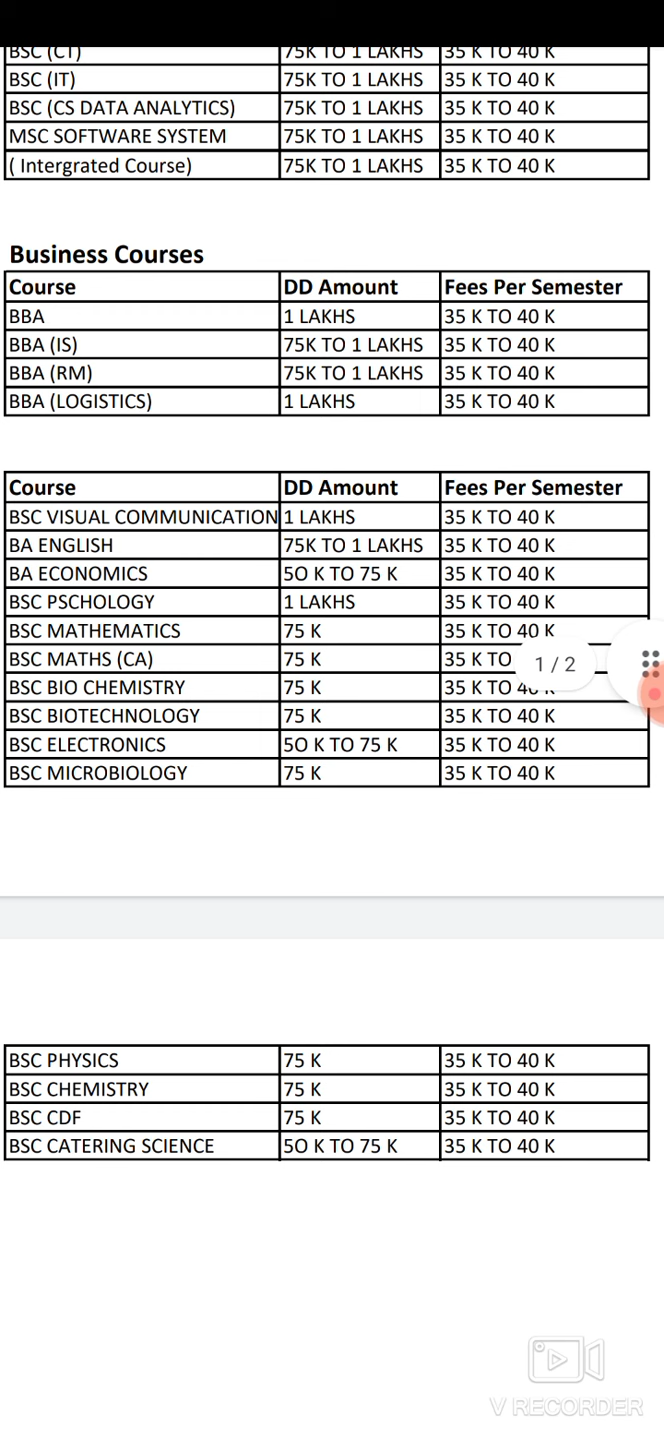 BSC (CT) 75K TO 1 LAKHS 35 K TO 40 K
BSC (IT) 75K TO 1 LAKHS 35 K TO 40 K
BSC (CS DATA ANALYTICS) 75K TO 1 LAKHS 35 K TO 40 K
MSC SOFTWARE SYSTEM 75K TO 1 LAKHS 35 K TO 40 K
( Intergrated Course) 75K TO 1 LAKHS 35 K TO 40 K
Business Courses
Course DD Amount Fees Per Semester
BBA 1 LAKHS 35 K TO 40 K
BBA (IS) 75K TO 1 LAKHS 35 K TO 40 K
BBA (RM) 75K TO 1 LAKHS 35 K TO 40 K
BBA (LOGISTICS) 1 LAKHS 35 K TO 40 K
Course DD Amount Fees Per Semester
BSC VISUAL COMMUNICATION 1 LAKHS 35 K TO 40 K
BA ENGLISH 75K TO 1 LAKHS 35 K TO 40 K
BA ECONOMICS 5O K TO 75 K 35 K TO 40 K
BSC PSCHOLOGY 1 LAKHS 35 K TO 40 K
BSC MATHEMATICS 75 K 35 K TO 40 K
BSC MATHS (CA) 75 K 35 K TO
1 / 2
BSC BIO CHEMISTRY 75 K 35 K TO 40 K
BSC BIOTECHNOLOGY 75 K 35 K TO 40 K
BSC ELECTRONICS 5O K TO 75 K 35 K TO 40 K
BSC MICROBIOLOGY 75 K 35 K TO 40 K
BSC PHYSICS 75 K 35 K TO 40 K
BSC CHEMISTRY 75 K 35 K TO 40 K
BSC CDF 75 K 35 K TO 40 K
BSC CATERING SCIENCE 5O K TO 75 K 35 K TO 40 K
V RECORDER